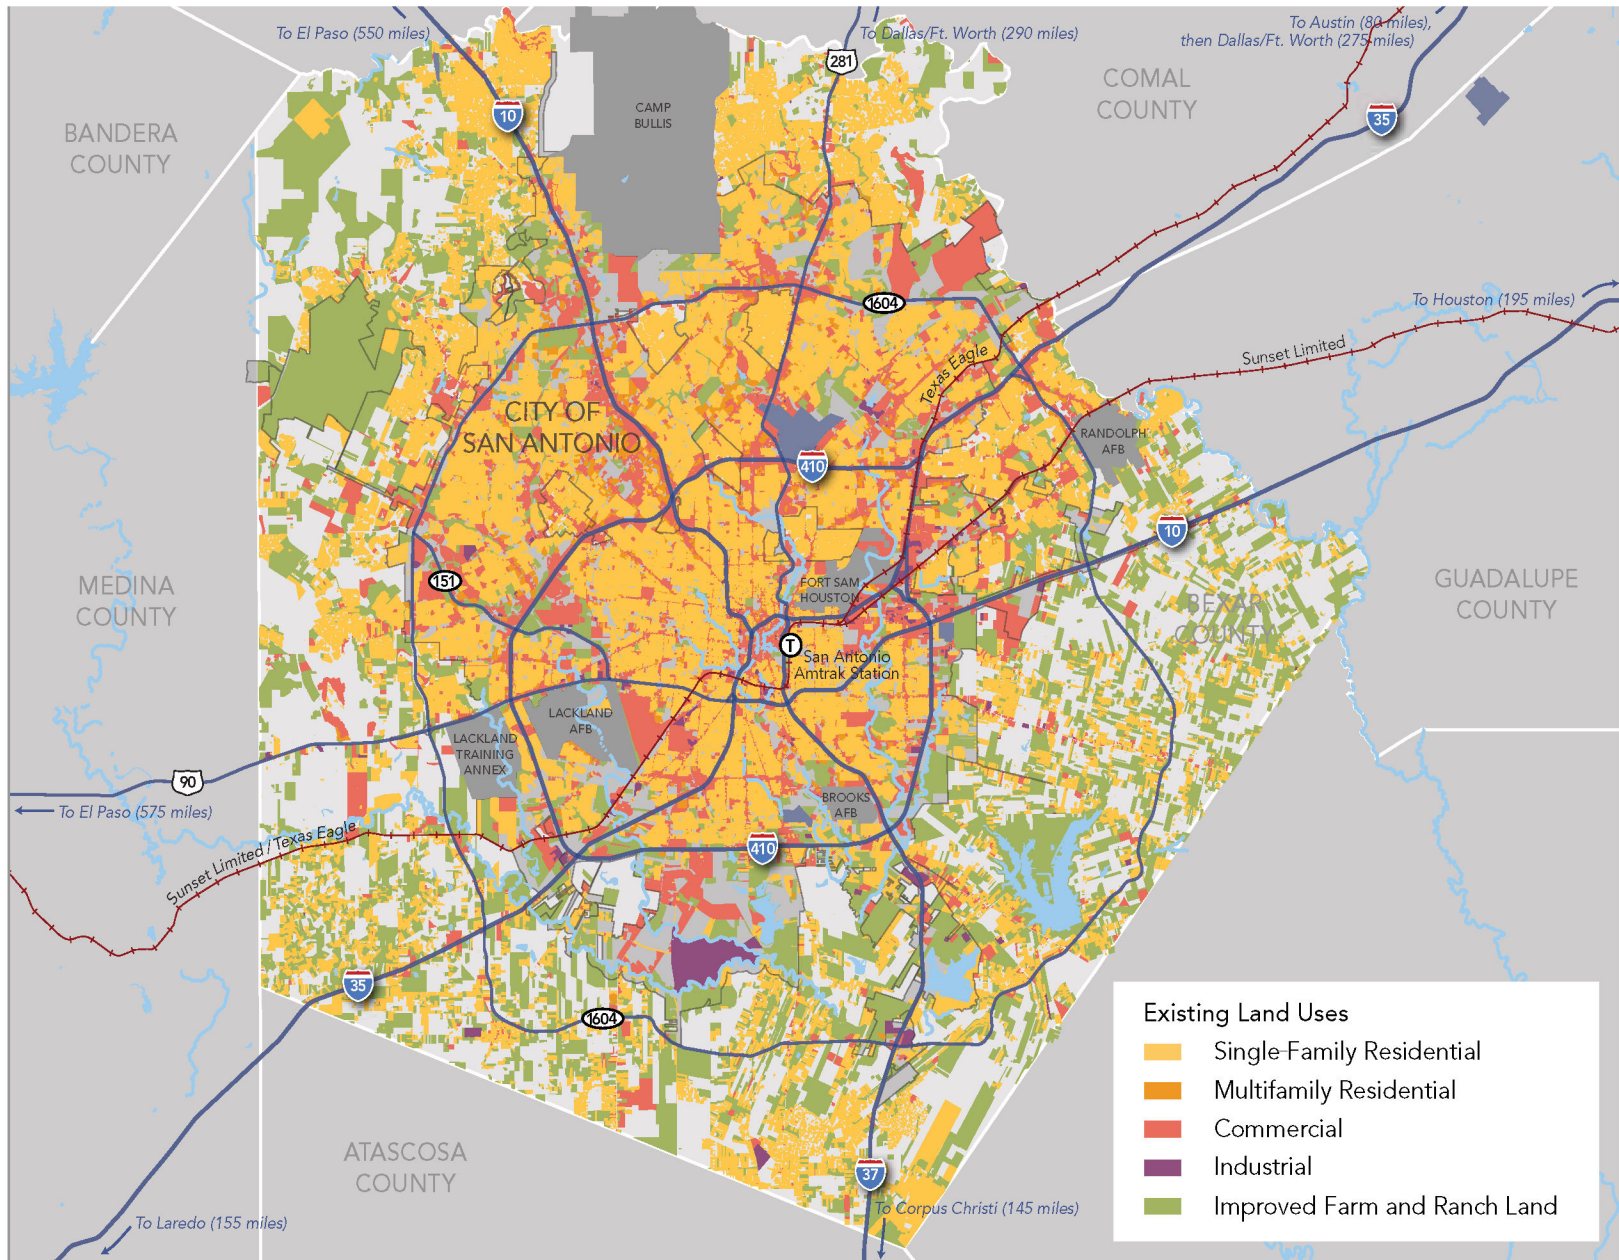 To El Paso (550 miles)
To Dallas/Ft. Worth (290 miles)
To Austin (80 miles),
then Dallas/Ft. Worth (275 miles)
281
COMAL
COUNTY
CAMP
BULLIS
10
35
BANDERA
COUNTY
To Houston (195 miles)
1604
Sunset Limited
Texas Eagle
CITY OF
SAN ANTONIO
RANDOLPH
AFB
410
10
151
FORT SAM
HOUSTON
MEDINA
COUNTY
GUADALUPE
COUNTY
BEXAR
COUNTY
T
San Antonio
Amtrak Station
LACKLAND
AFB
LACKLAND
TRAINING
ANNEX
90
To El Paso (575 miles)
BROOKS
AFB
410
Sunset Limited / Texas Eagle
35
1604
Existing Land Uses
Single-Family Residential
Multifamily Residential
Commercial
Industrial
Improved Farm and Ranch Land
ATASCOSA
COUNTY
37
To Laredo (155 miles)
To Corpus Christi (145 miles)